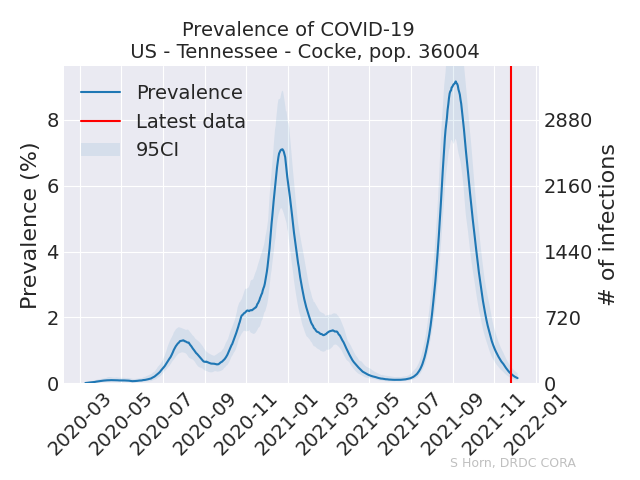 Prevalence of COVID-19
US - Tennessee - Cocke, pop. 36004
Prevalence
Latest data
95CI
Prevalence (%)
8
6
4
2
0
# of infections
2880
2160
1440
720
0
2020-03
2020-05
2020-07
2020-09
2020-11
2021-01
2021-03
2021-05
2021-07
2021-09
2021-11
2022-01
S Horn, DRDC CORA